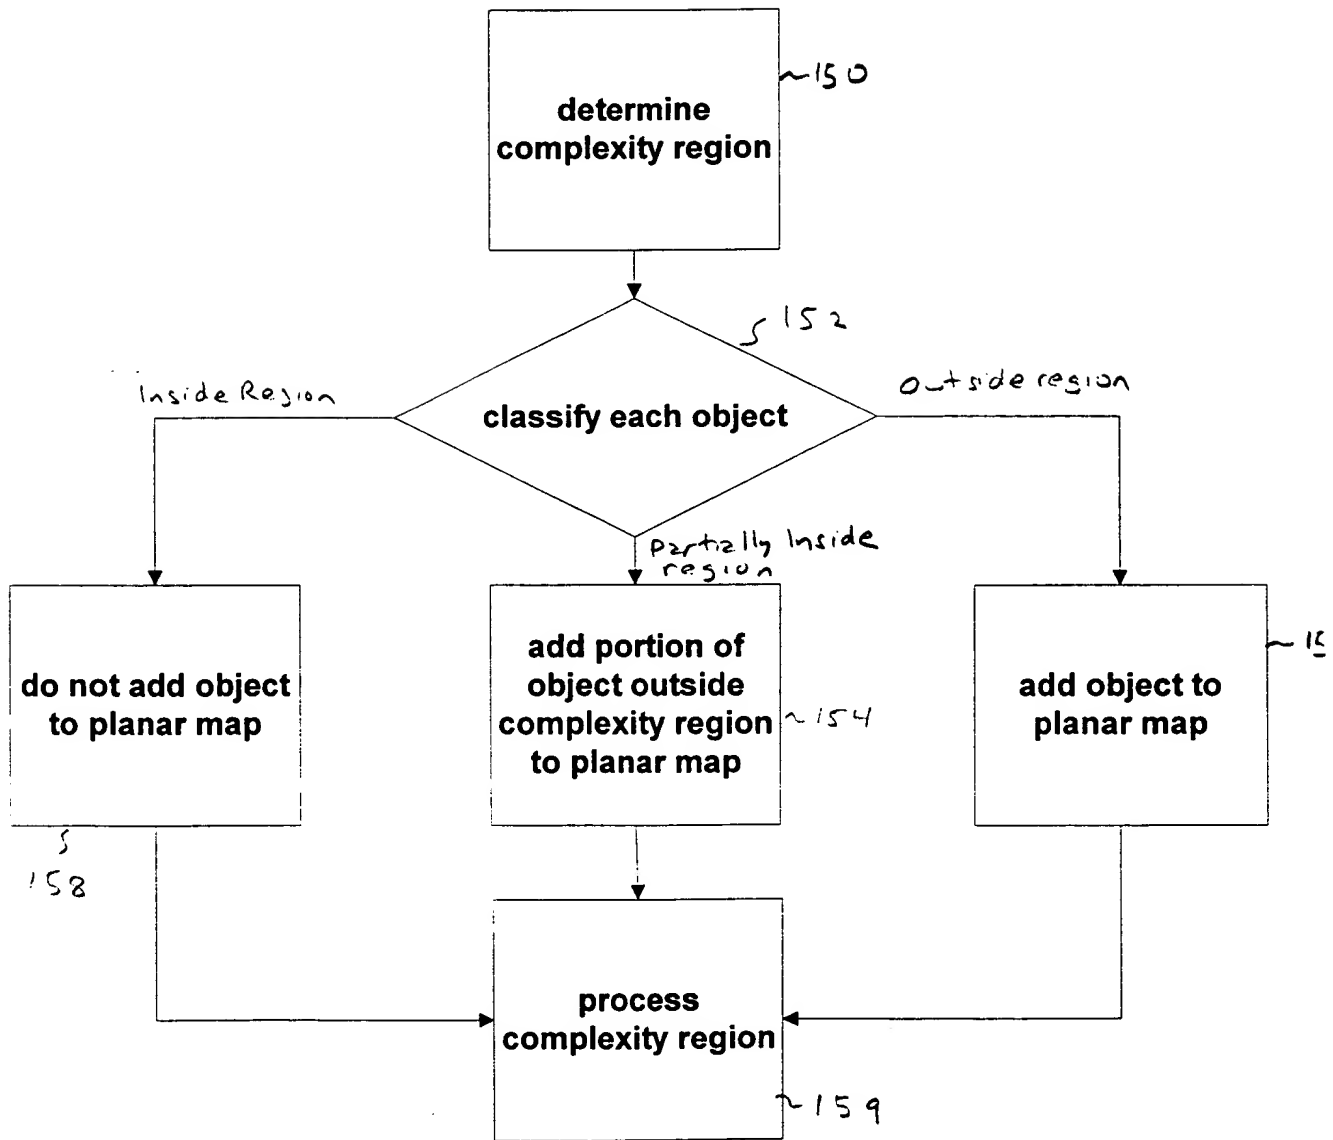 determine
complexity region
~150
152
Inside Region
classify each object
Outside region
Partially Inside
region
do not add object
to planar map
add portion of
object outside
complexity region
to planar map
~154
add object to
planar map
~15
158
process
complexity region
~159